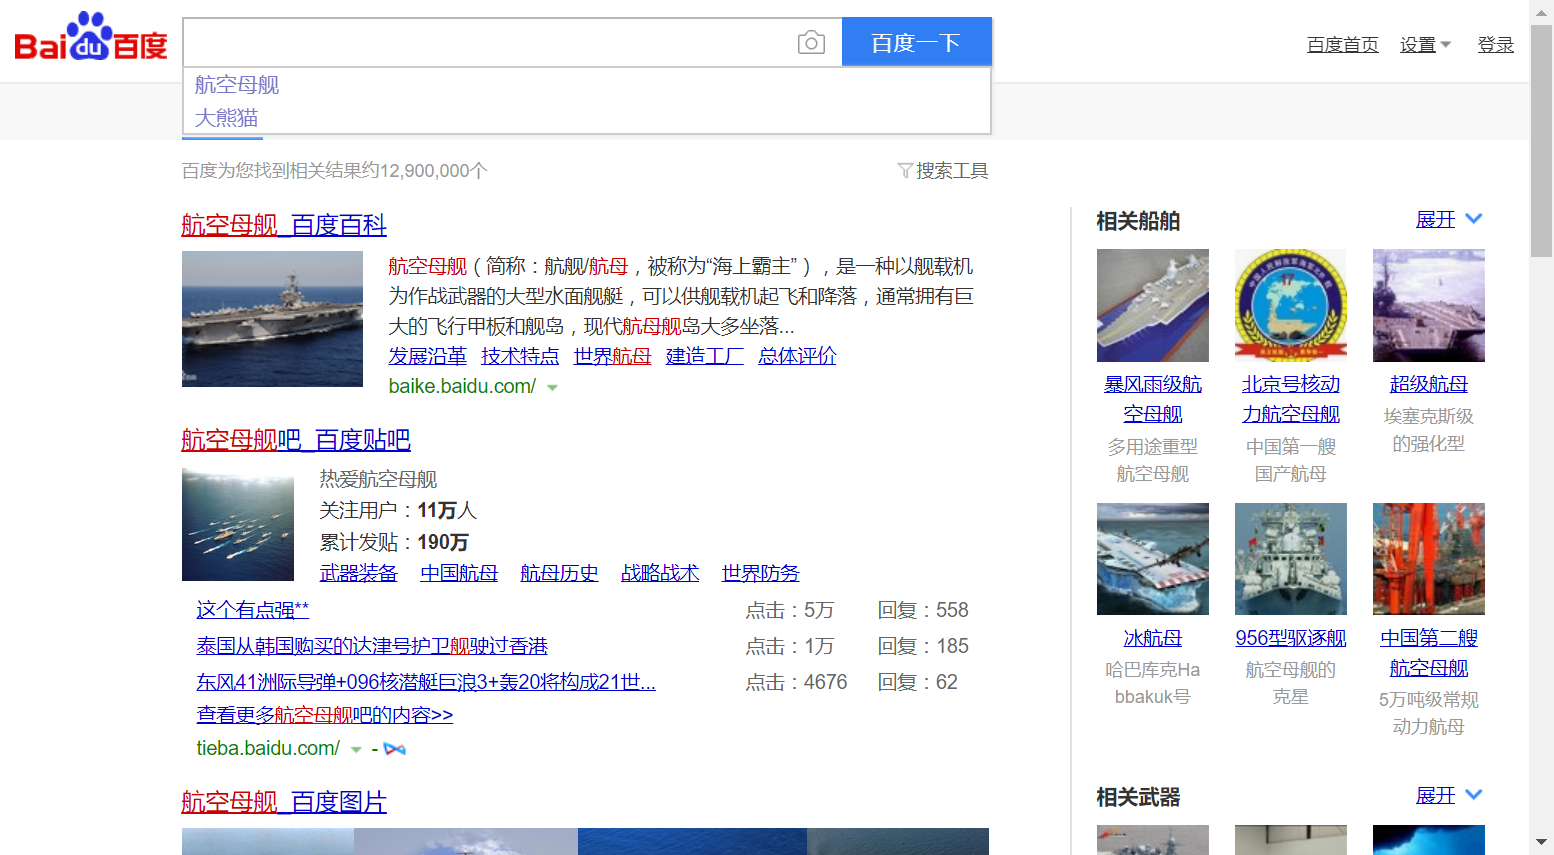 Bai du 百度
百度一下
百度首页 设置 登录
航空母舰
大熊猫
百度为您找到相关结果约12,900,000个
搜索工具
航空母舰_百度百科
航空母舰（简称：航舰/航母，被称为“海上霸主”），是一种以舰载机
为作战武器的大型水面舰艇，可以供舰载机起飞和降落，通常拥有巨
大的飞行甲板和舰岛，现代航母舰岛大多坐落...
发展沿革 技术特点 世界航母 建造工厂 总体评价
baike.baidu.com/
航空母舰吧_百度贴吧
热爱航空母舰
关注用户：11万人
累计发贴：190万
武器装备 中国航母 航母历史 战略战术 世界防务
这个有点强** 点击：5万 回复：558
泰国从韩国购买的达津号护卫舰驶过香港 点击：1万 回复：185
东风41洲际导弹+096核潜艇巨浪3+轰20将构成21世... 点击：4676 回复：62
查看更多航空母舰吧的内容>>
tieba.baidu.com/ -
航空母舰_百度图片
相关船舶 展开
暴风雨级航
空母舰
多用途重型
航空母舰
17
北京号核动
力航空母舰
中国第一艘
国产航母
超级航母
埃塞克斯级
的强化型
冰航母
哈巴库克Ha
bbakuk号
956型驱逐舰
航空母舰的
克星
中国第二艘
航空母舰
5万吨级常规
动力航母
相关武器 展开